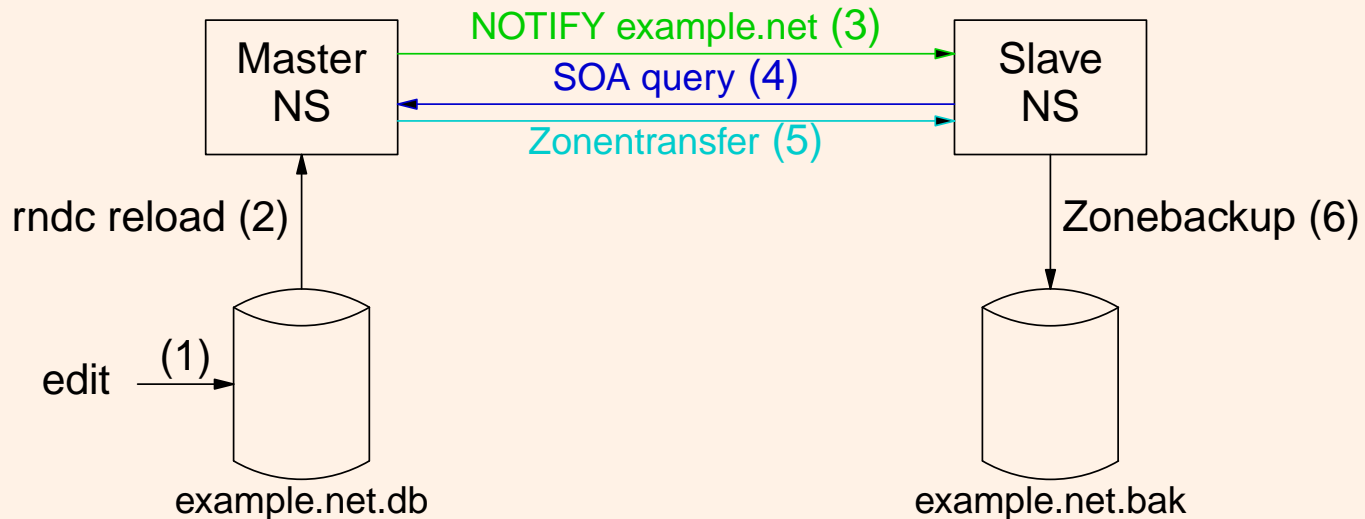 NOTIFY example.net (3)
Master
NS
SOA query (4)
Slave
NS
Zonentransfer (5)
rndc reload (2)
Zonebackup (6)
edit
(1)
example.net.db
example.net.bak